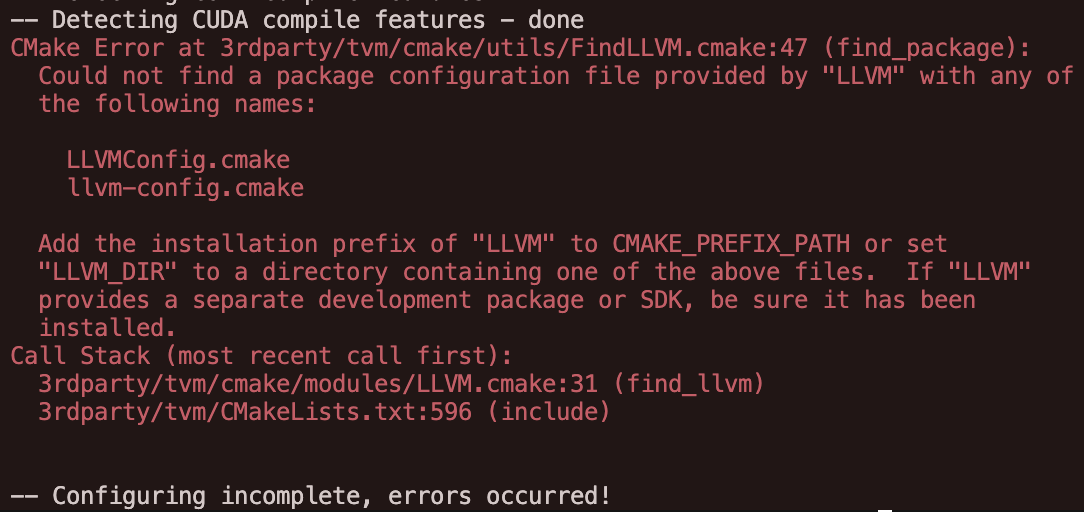 -- Detecting CUDA compile features - done
CMake Error at 3rdparty/tvm/cmake/utils/FindLLVM.cmake:47 (find_package):
  Could not find a package configuration file provided by "LLVM" with any of
  the following names:

    LLVMConfig.cmake
    llvm-config.cmake

  Add the installation prefix of "LLVM" to CMAKE_PREFIX_PATH or set
  "LLVM_DIR" to a directory containing one of the above files.  If "LLVM"
  provides a separate development package or SDK, be sure it has been
  installed.
Call Stack (most recent call first):
  3rdparty/tvm/cmake/modules/LLVM.cmake:31 (find_llvm)
  3rdparty/tvm/CMakeLists.txt:596 (include)

-- Configuring incomplete, errors occurred!